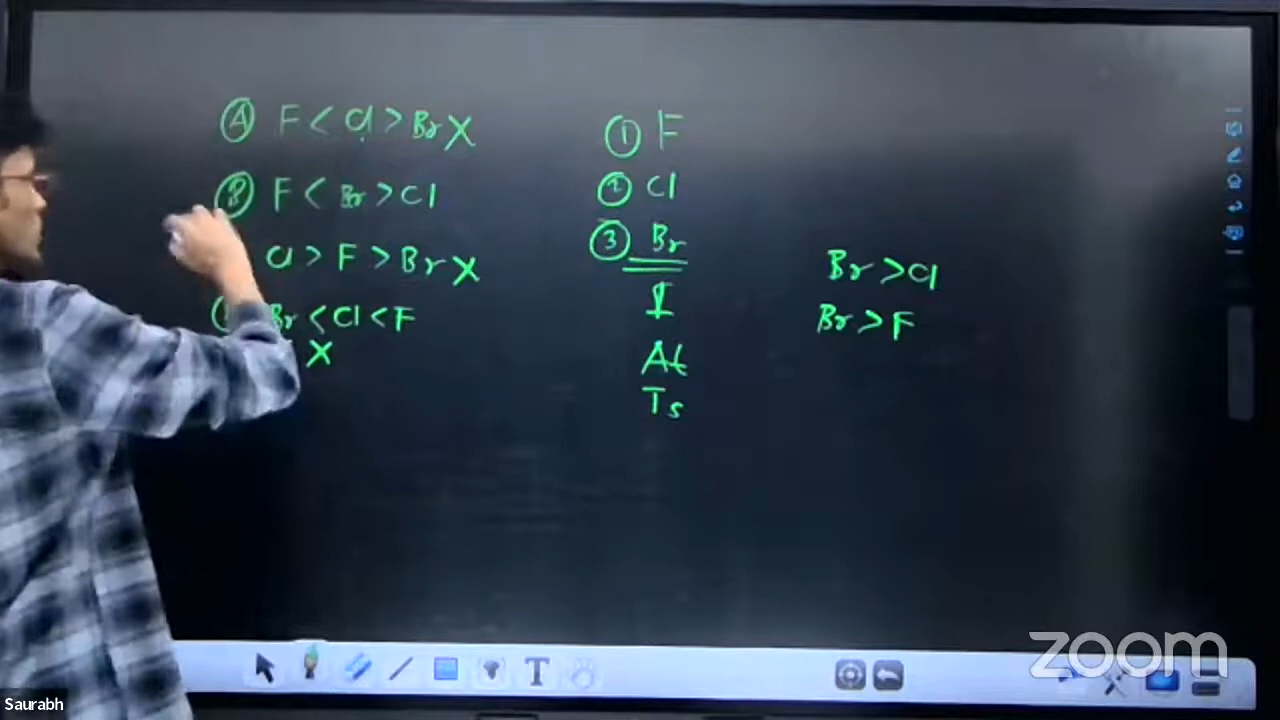 Ⓐ F < Cl > Br X
Ⓑ F < Br > Cl
Cl > F > Br X
Br < Cl < F
X
① F
② Cl
③ Br
I
At
Ts
Br > Cl
Br > F
T
zoom
Saurabh